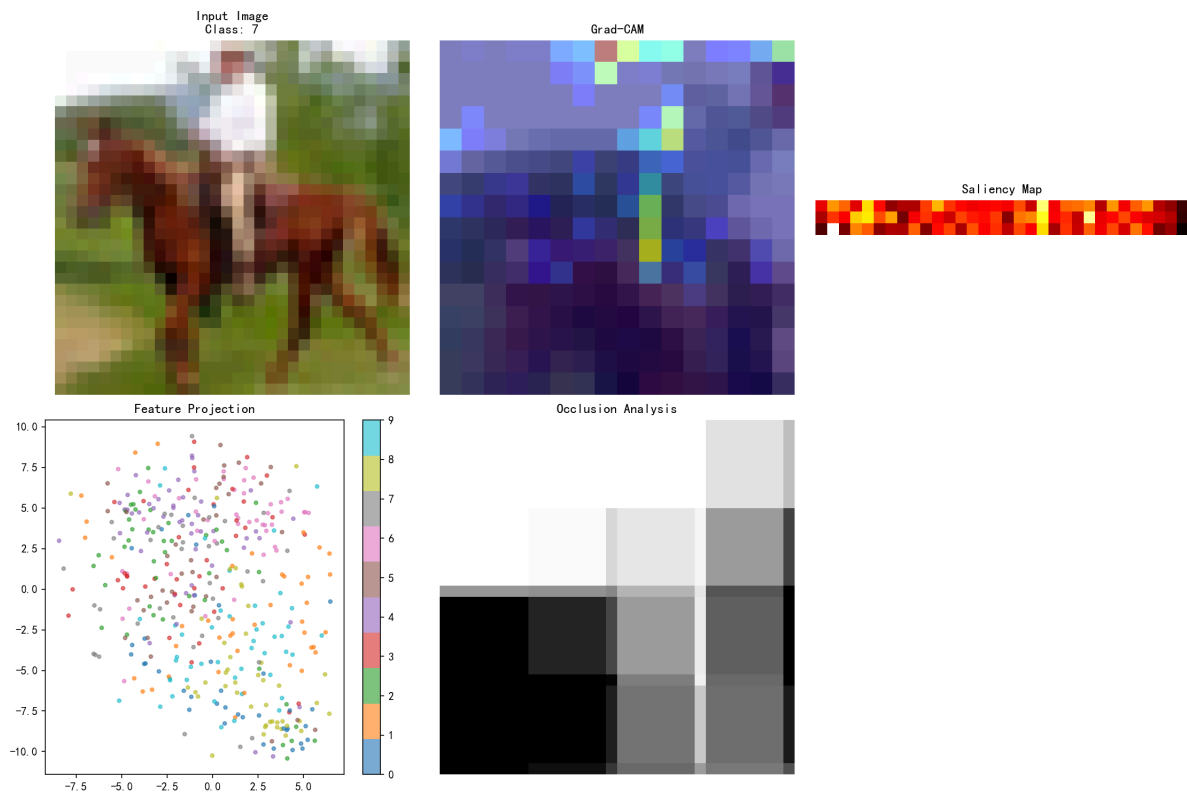 Input Image
Class: 7
Grad-CAM
Saliency Map
Feature Projection
10.0
7.5
5.0
2.5
0.0
−2.5
−5.0
−7.5
−10.0
−7.5 −5.0 −2.5 0.0 2.5 5.0
9
8
7
6
5
4
3
2
1
0
Occlusion Analysis